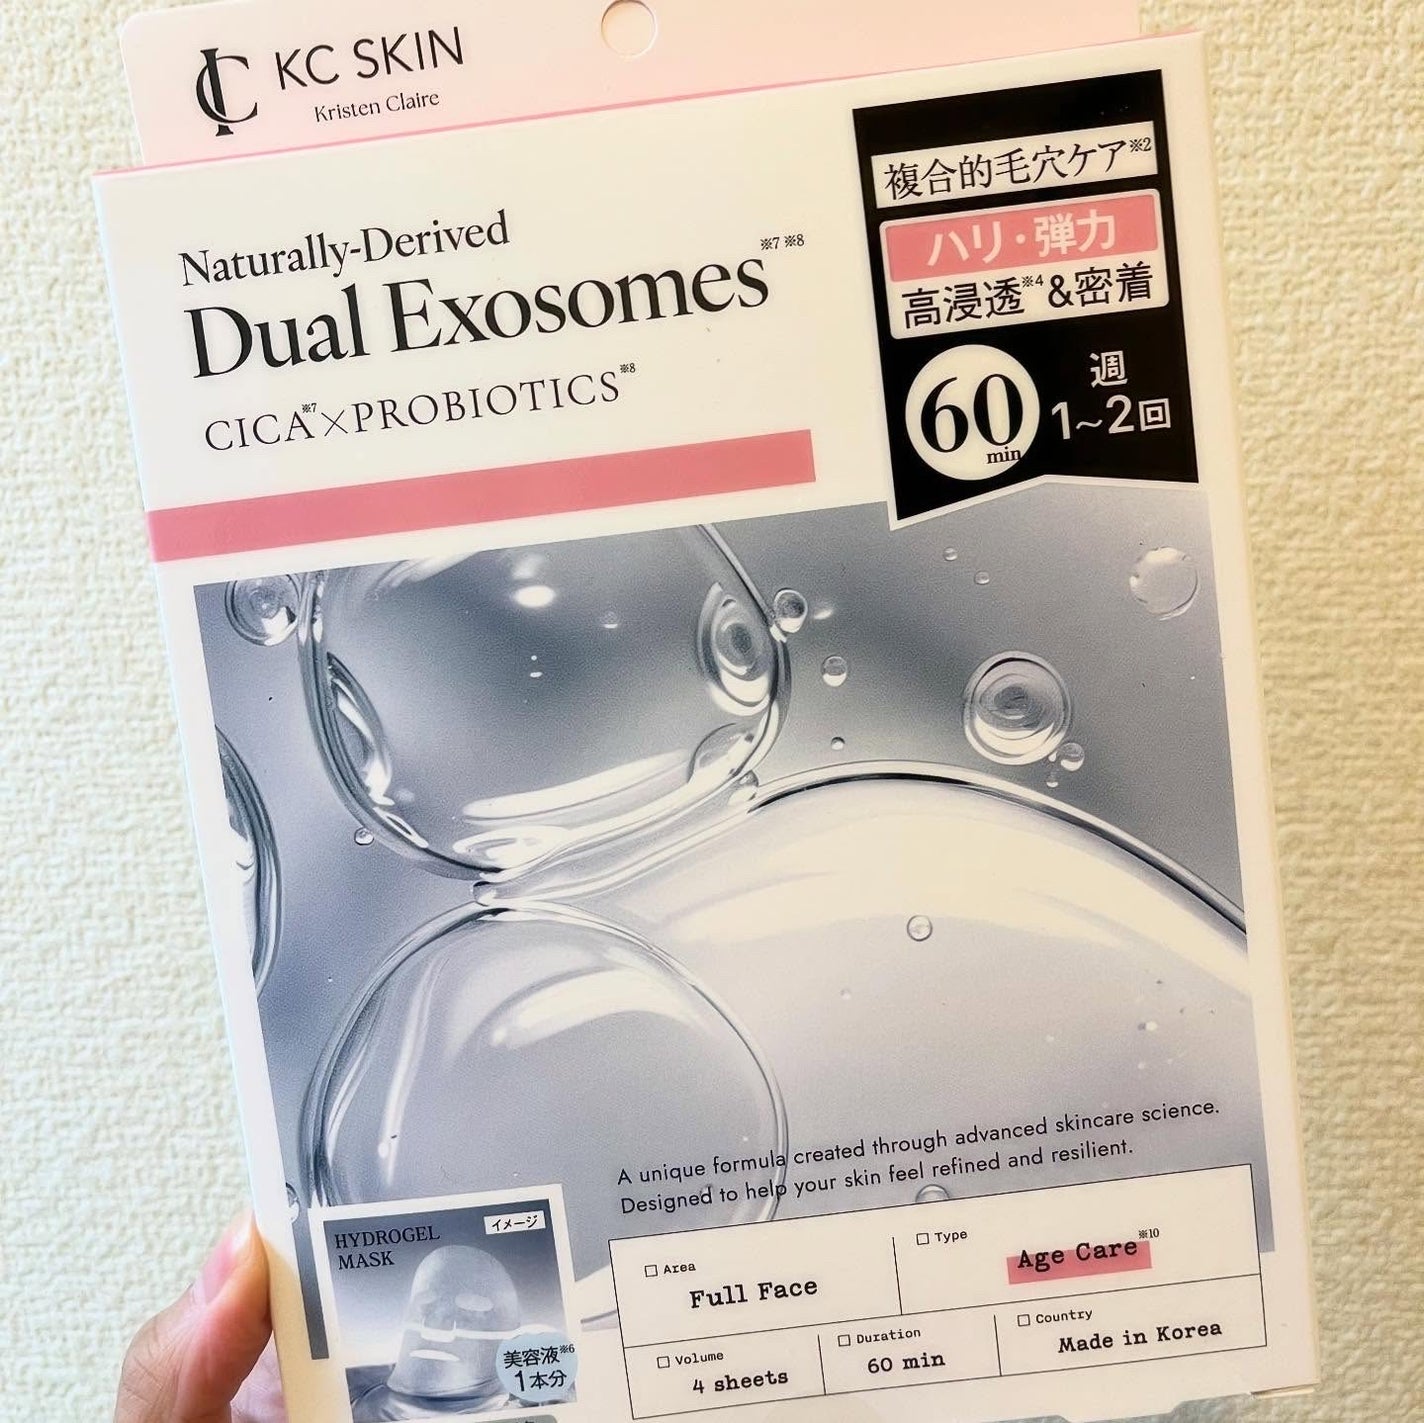 KC SKIN
Kristen Claire
Naturally-Derived
Dual Exosomes※7 ※8
CICA※7×PROBIOTICS※8
複合的毛穴ケア※2
ハリ・弾力
高浸透※4&密着
60 min
週
1~2回
A unique formula created through advanced skincare science.
Designed to help your skin feel refined and resilient.
HYDROGEL
MASK
イメージ
美容液※6
1本分
□ Area
Full Face
□ Type
Age Care※10
□ Volume
4 sheets
□ Duration
60 min
□ Country
Made in Korea